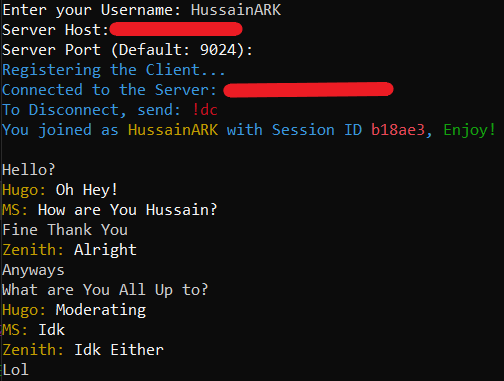 Enter your Username: HussainARK
Server Host:
Server Port (Default: 9024):
Registering the Client...
Connected to the Server:
To Disconnect, send: !dc
You joined as HussainARK with Session ID b18ae3, Enjoy!
Hello?
Hugo: Oh Hey!
MS: How are You Hussain?
Fine Thank You
Zenith: Alright
Anyways
What are You All Up to?
Hugo: Moderating
MS: Idk
Zenith: Idk Either
Lol